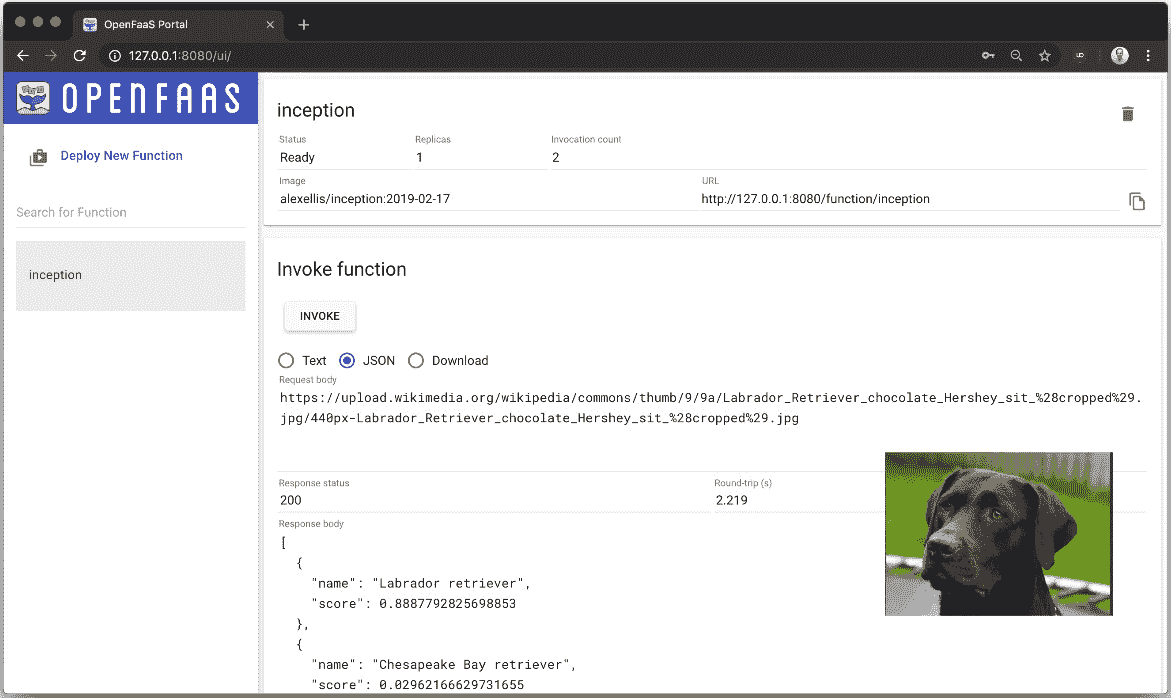 OpenFaaS Portal
127.0.0.1:8080/ui/
OPENFAAS
Deploy New Function
Search for Function
inception
inception
Status
Replicas
Invocation count
Ready
1
2
Image
URL
alexellis/inception:2019-02-17
http://127.0.0.1:8080/function/inception
Invoke function
INVOKE
Text
JSON
Download
Request body
https://upload.wikimedia.org/wikipedia/commons/thumb/9/9a/Labrador_Retriever_chocolate_Hershey_sit_%28cropped%29.
jpg/440px-Labrador_Retriever_chocolate_Hershey_sit_%28cropped%29.jpg
Response status
Round-trip (s)
200
2.219
Response body
[
{
"name": "Labrador retriever",
"score": 0.8887792825698853
},
{
"name": "Chesapeake Bay retriever",
"score": 0.02962166629731655